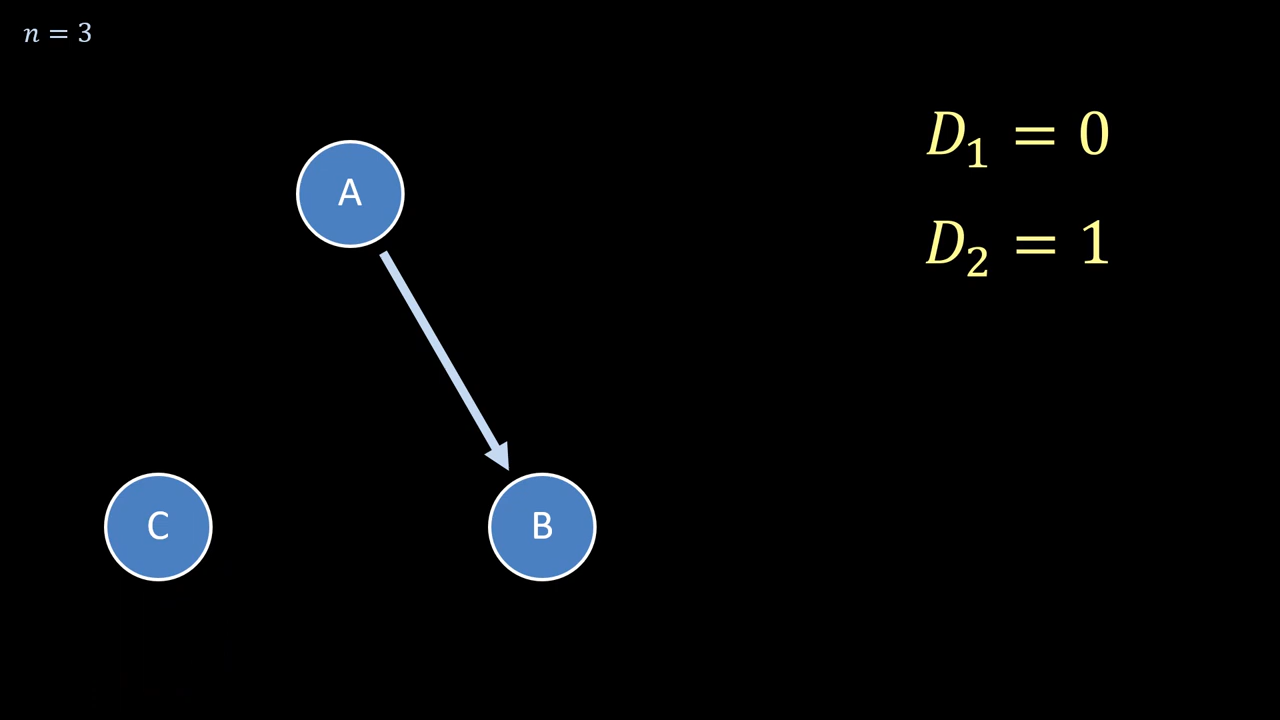 n = 3
D₁ = 0
A
D₂ = 1
C
B